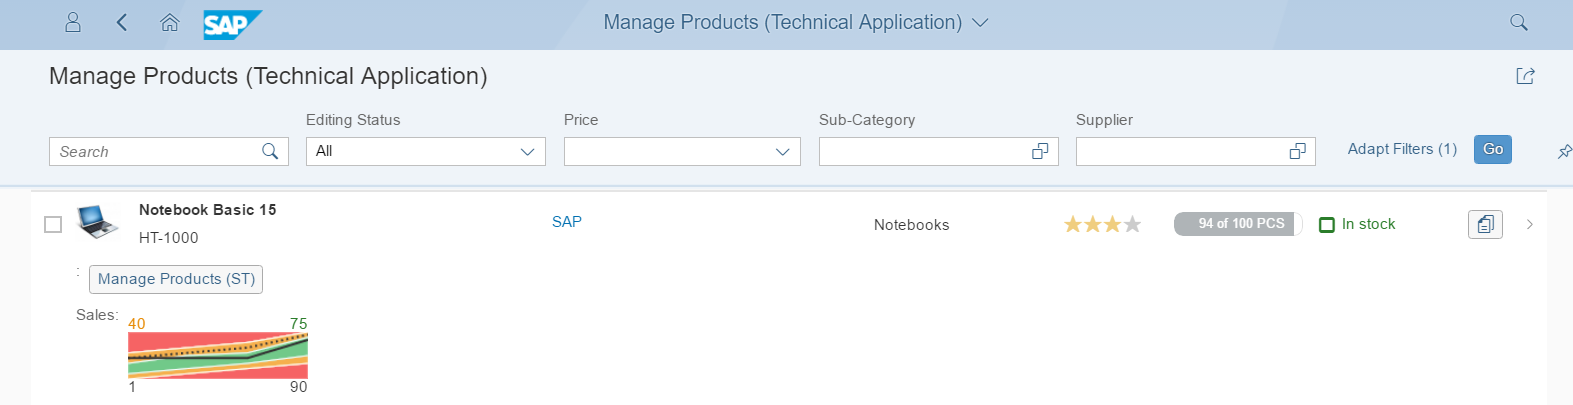 SAP
Manage Products (Technical Application)
Manage Products (Technical Application)
Editing Status
Price
Sub-Category
Supplier
Search
All
Adapt Filters (1)
Go
Notebook Basic 15
HT-1000
SAP
Notebooks
94 of 100 PCS
In stock
:
Manage Products (ST)
Sales:
40
75
1
90